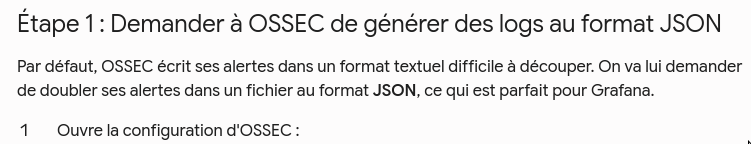 Étape 1 : Demander à OSSEC de générer des logs au format JSON
Par défaut, OSSEC écrit ses alertes dans un format textuel difficile à découper. On va lui demander
de doubler ses alertes dans un fichier au format JSON, ce qui est parfait pour Grafana.
1 Ouvre la configuration d'OSSEC :